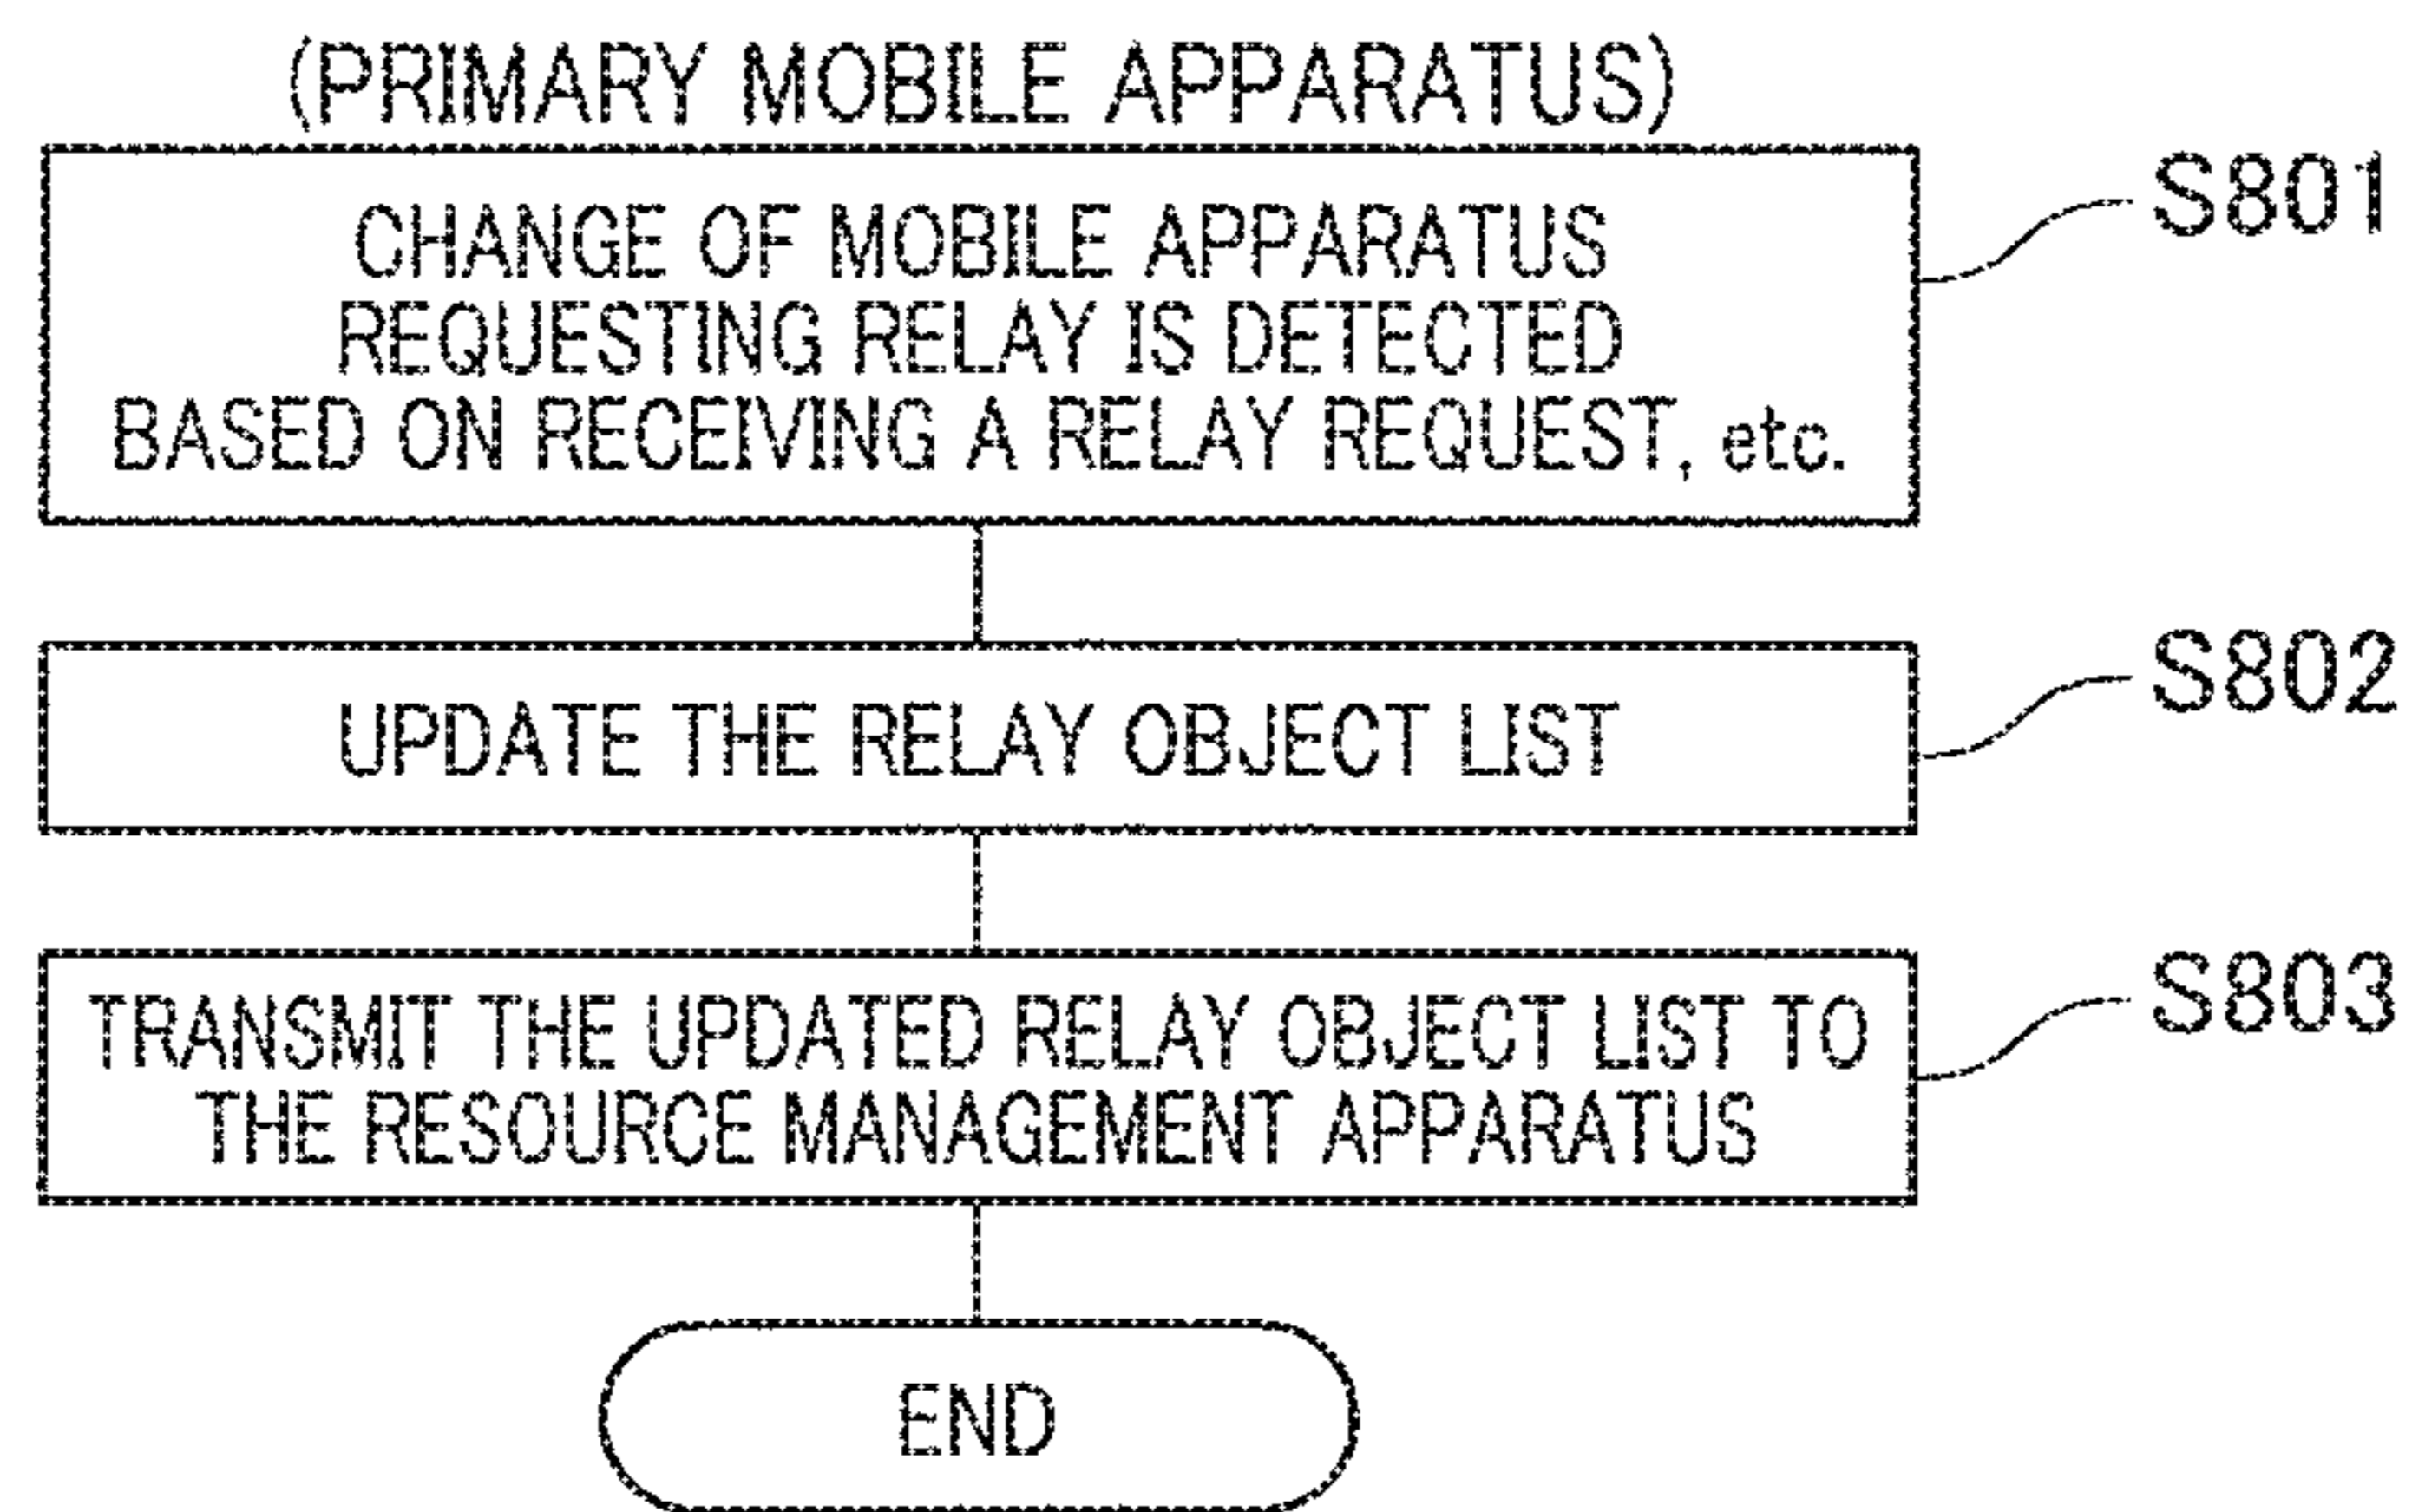 (PRIMARY MOBILE APPARATUS)
CHANGE OF MOBILE APPARATUS
REQUESTING RELAY IS DETECTED
BASED ON RECEIVING A RELAY REQUEST, etc.
S801
UPDATE THE RELAY OBJECT LIST
S802
TRANSMIT THE UPDATED RELAY OBJECT LIST TO
THE RESOURCE MANAGEMENT APPARATUS
S803
END